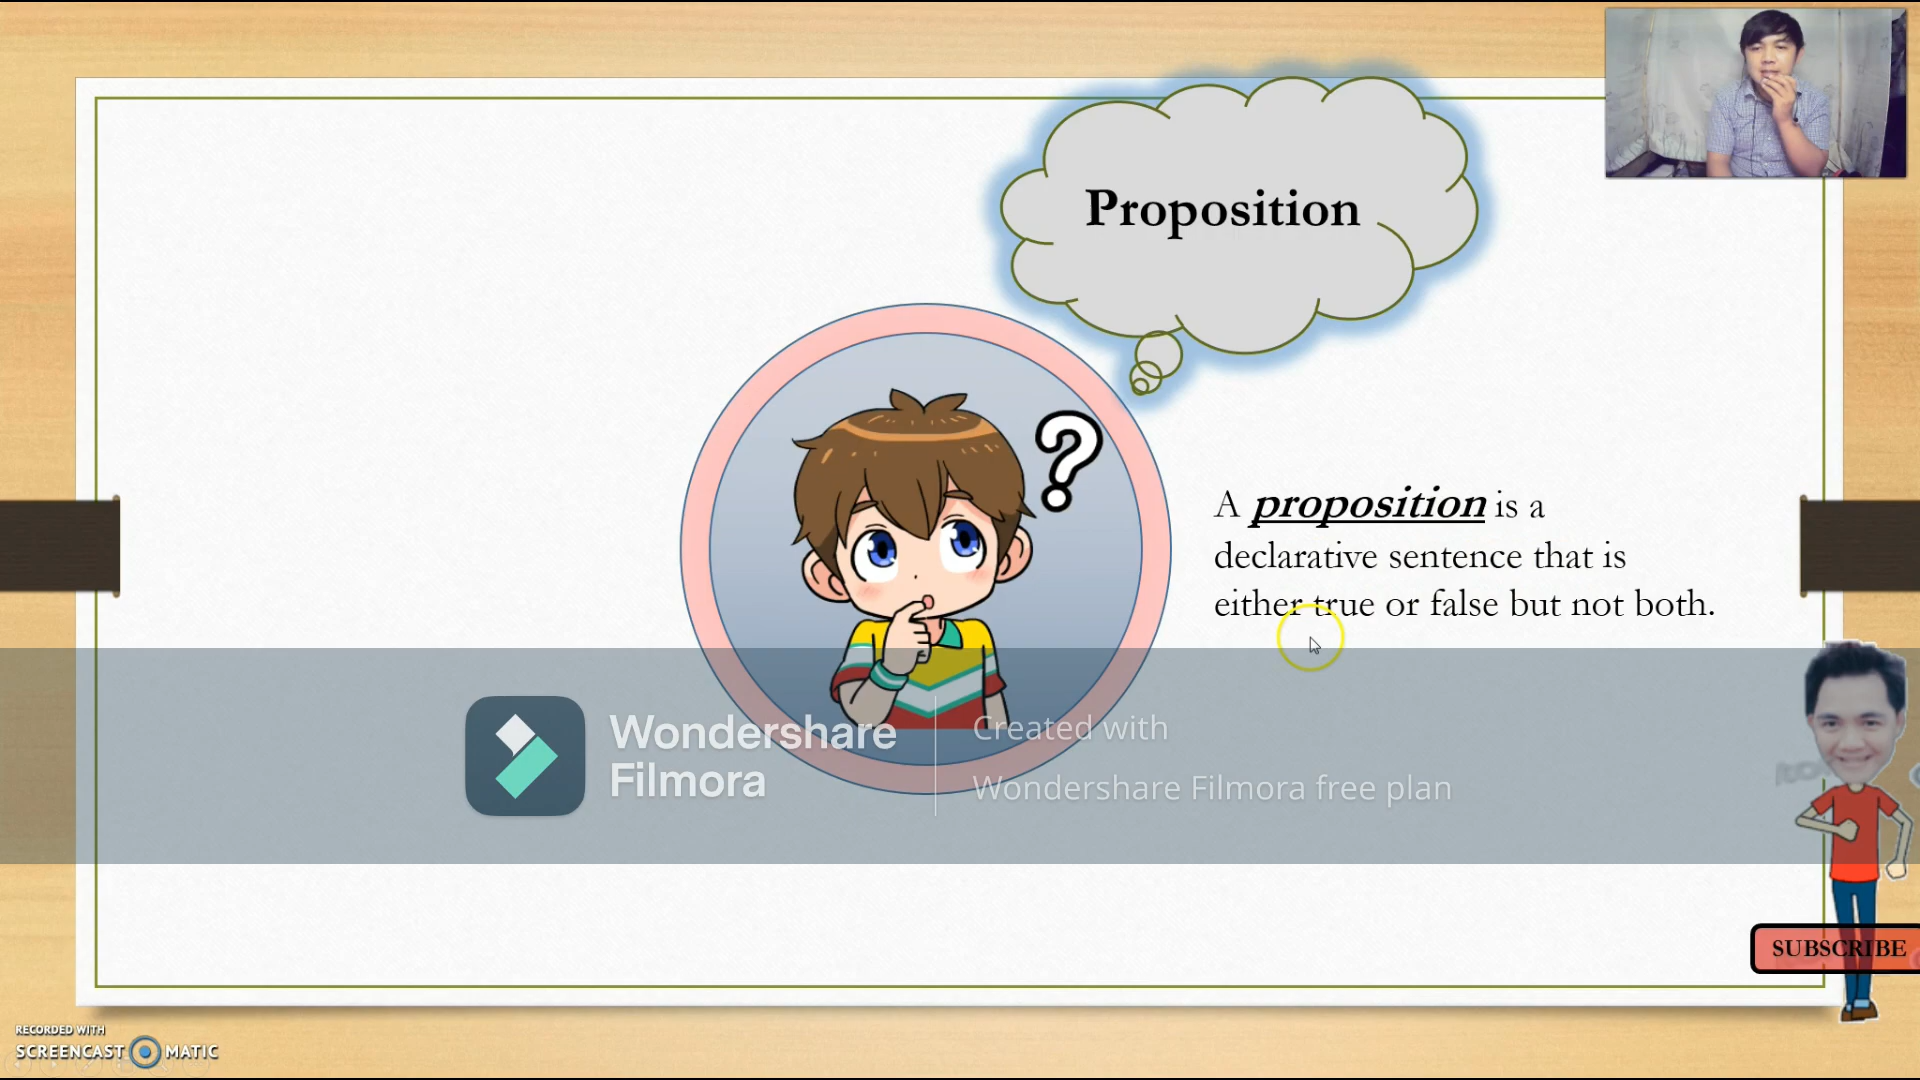 Proposition
?
A proposition is a
declarative sentence that is
either true or false but not both.
Wondershare
Filmora
Created with
Wondershare Filmora free plan
SUBSCRIBE
RECORDED WITH
SCREENCAST MATIC